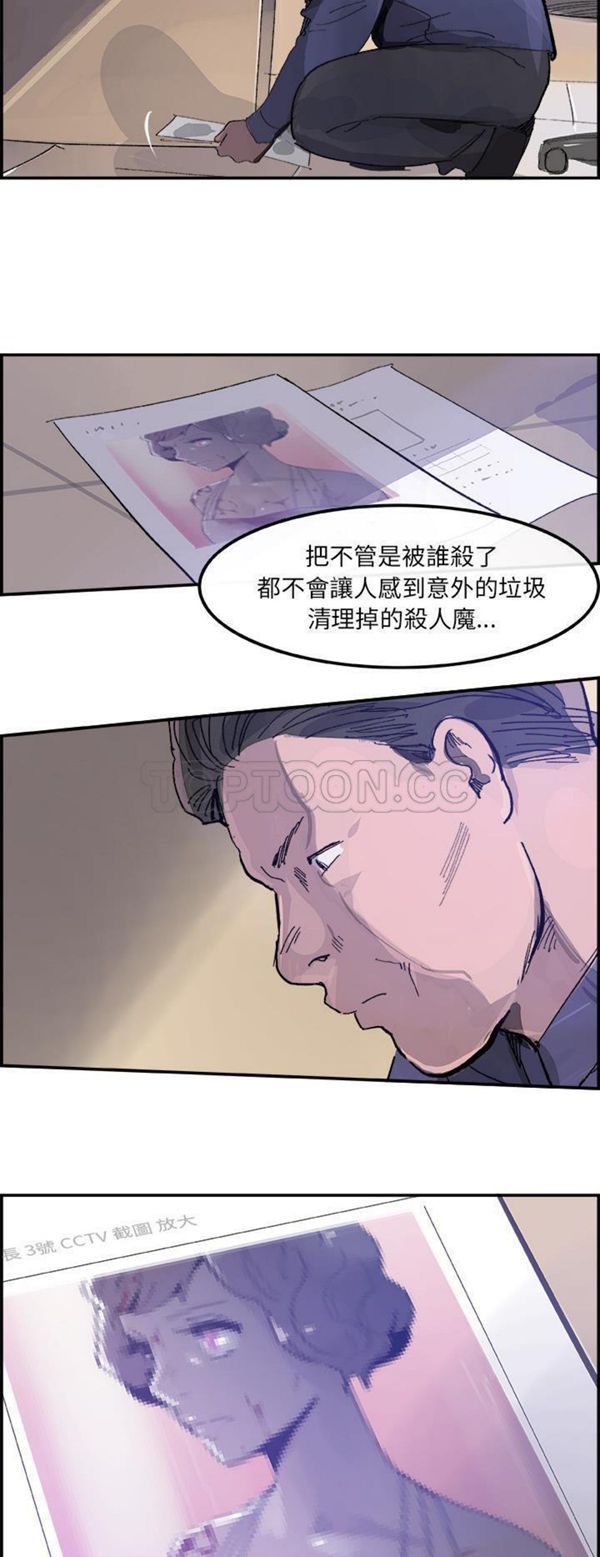 把不管是被誰殺了
都不會讓人感到意外的垃圾
清理掉的殺人魔...
TOPTOON.CC
長 3號 CCTV 截圖 放大